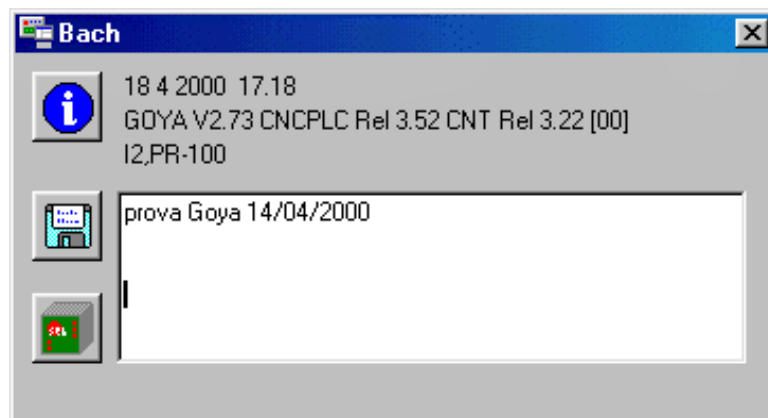 Bach
18 4 2000 17.18
GOYA V2.73 CNCPLC Rel 3.52 CNT Rel 3.22 [00]
I2,PR-100
prova Goya 14/04/2000